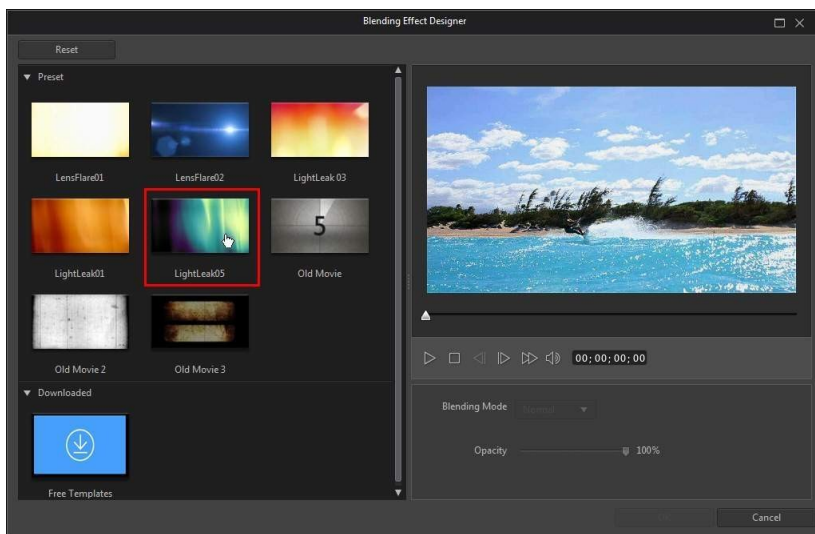 Blending Effect Designer
Reset
Preset
LensFlare01
LensFlare02
LightLeak 03
LightLeak01
LightLeak05
5
Old Movie
Old Movie 2
Old Movie 3
Downloaded
Free Templates
00;00;00;00
Blending Mode
Normal
Opacity
100%
Cancel